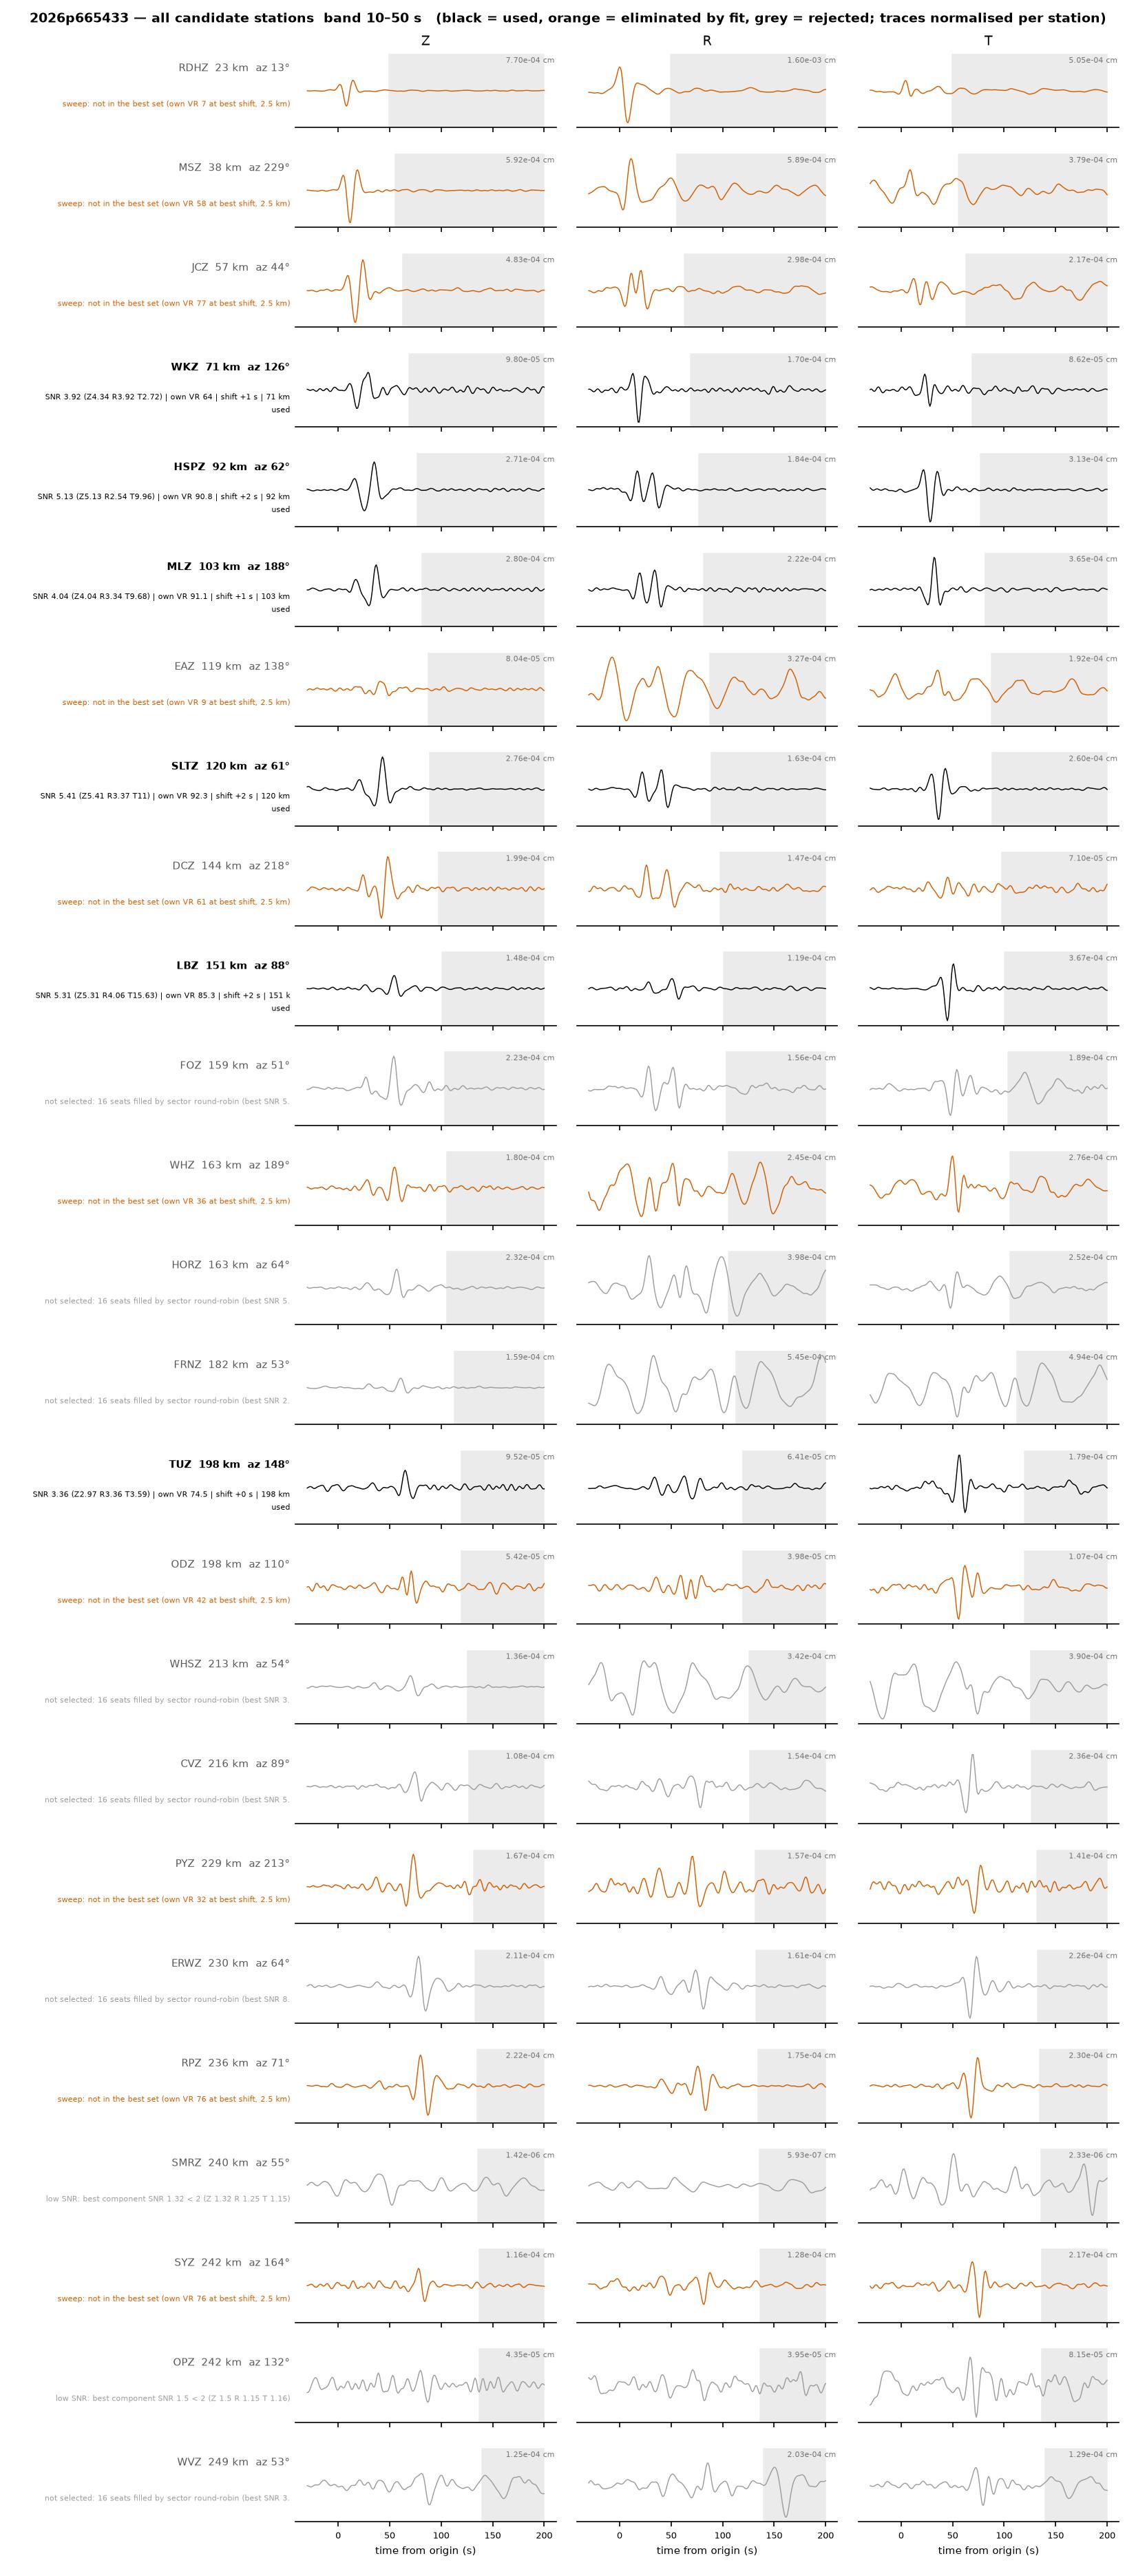 2026p665433 — all candidate stations  band 10–50 s   (black = used, orange = eliminated by fit, grey = rejected; traces normalised per station)
Z R T
RDHZ  23 km  az 13°
7.70e-04 cm 1.60e-03 cm 5.05e-04 cm
sweep: not in the best set (own VR 7 at best shift, 2.5 km)
MSZ  38 km  az 229°
5.92e-04 cm 5.89e-04 cm 3.79e-04 cm
sweep: not in the best set (own VR 58 at best shift, 2.5 km)
JCZ  57 km  az 44°
4.83e-04 cm 2.98e-04 cm 2.17e-04 cm
sweep: not in the best set (own VR 77 at best shift, 2.5 km)
WKZ  71 km  az 126°
9.80e-05 cm 1.70e-04 cm 8.62e-05 cm
SNR 3.92 (Z4.34 R3.92 T2.72) | own VR 64 | shift +1 s | 71 km
used
HSPZ  92 km  az 62°
2.71e-04 cm 1.84e-04 cm 3.13e-04 cm
SNR 5.13 (Z5.13 R2.54 T9.96) | own VR 90.8 | shift +2 s | 92 km
used
MLZ  103 km  az 188°
2.80e-04 cm 2.22e-04 cm 3.65e-04 cm
SNR 4.04 (Z4.04 R3.34 T9.68) | own VR 91.1 | shift +1 s | 103 km
used
EAZ  119 km  az 138°
8.04e-05 cm 3.27e-04 cm 1.92e-04 cm
sweep: not in the best set (own VR 9 at best shift, 2.5 km)
SLTZ  120 km  az 61°
2.76e-04 cm 1.63e-04 cm 2.60e-04 cm
SNR 5.41 (Z5.41 R3.37 T11) | own VR 92.3 | shift +2 s | 120 km
used
DCZ  144 km  az 218°
1.99e-04 cm 1.47e-04 cm 7.10e-05 cm
sweep: not in the best set (own VR 61 at best shift, 2.5 km)
LBZ  151 km  az 88°
1.48e-04 cm 1.19e-04 cm 3.67e-04 cm
SNR 5.31 (Z5.31 R4.06 T15.63) | own VR 85.3 | shift +2 s | 151 k
used
FOZ  159 km  az 51°
2.23e-04 cm 1.56e-04 cm 1.89e-04 cm
not selected: 16 seats filled by sector round-robin (best SNR 5.
WHZ  163 km  az 189°
1.80e-04 cm 2.45e-04 cm 2.76e-04 cm
sweep: not in the best set (own VR 36 at best shift, 2.5 km)
HORZ  163 km  az 64°
2.32e-04 cm 3.98e-04 cm 2.52e-04 cm
not selected: 16 seats filled by sector round-robin (best SNR 5.
FRNZ  182 km  az 53°
1.59e-04 cm 5.45e-04 cm 4.94e-04 cm
not selected: 16 seats filled by sector round-robin (best SNR 2.
TUZ  198 km  az 148°
9.52e-05 cm 6.41e-05 cm 1.79e-04 cm
SNR 3.36 (Z2.97 R3.36 T3.59) | own VR 74.5 | shift +0 s | 198 km
used
ODZ  198 km  az 110°
5.42e-05 cm 3.98e-05 cm 1.07e-04 cm
sweep: not in the best set (own VR 42 at best shift, 2.5 km)
WHSZ  213 km  az 54°
1.36e-04 cm 3.42e-04 cm 3.90e-04 cm
not selected: 16 seats filled by sector round-robin (best SNR 3.
CVZ  216 km  az 89°
1.08e-04 cm 1.54e-04 cm 2.36e-04 cm
not selected: 16 seats filled by sector round-robin (best SNR 5.
PYZ  229 km  az 213°
1.67e-04 cm 1.57e-04 cm 1.41e-04 cm
sweep: not in the best set (own VR 32 at best shift, 2.5 km)
ERWZ  230 km  az 64°
2.11e-04 cm 1.61e-04 cm 2.26e-04 cm
not selected: 16 seats filled by sector round-robin (best SNR 8.
RPZ  236 km  az 71°
2.22e-04 cm 1.75e-04 cm 2.30e-04 cm
sweep: not in the best set (own VR 76 at best shift, 2.5 km)
SMRZ  240 km  az 55°
1.42e-06 cm 5.93e-07 cm 2.33e-06 cm
low SNR: best component SNR 1.32 < 2 (Z 1.32 R 1.25 T 1.15)
SYZ  242 km  az 164°
1.16e-04 cm 1.28e-04 cm 2.17e-04 cm
sweep: not in the best set (own VR 76 at best shift, 2.5 km)
OPZ  242 km  az 132°
4.35e-05 cm 3.95e-05 cm 8.15e-05 cm
low SNR: best component SNR 1.5 < 2 (Z 1.5 R 1.15 T 1.16)
WVZ  249 km  az 53°
1.25e-04 cm 2.03e-04 cm 1.29e-04 cm
not selected: 16 seats filled by sector round-robin (best SNR 3.
0 50 100 150 200 0 50 100 150 200 0 50 100 150 200
time from origin (s) time from origin (s) time from origin (s)